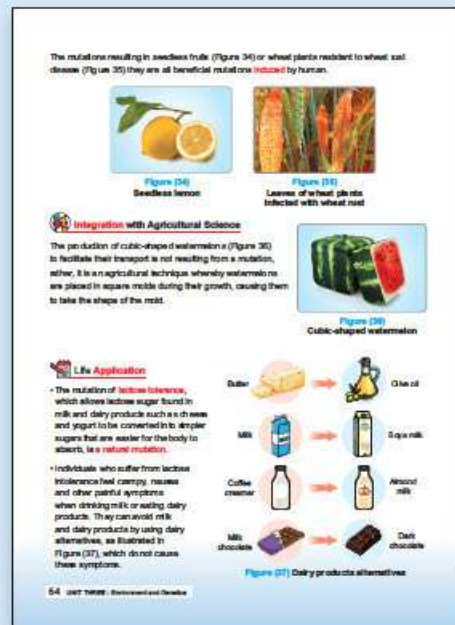 The mutations resulting in seedless fruits (Figure 34) or wheat plants resistant to wheat rust
disease (Figure 35) they are all beneficial mutations induced by human.
Figure (34)
Seedless lemon
Figure (35)
Leaves of wheat plants
infected with wheat rust
Integration with Agricultural Science
The production of cubic-shaped watermelons (Figure 36)
to facilitate their transport is not resulting from a mutation,
rather, it is an agricultural technique whereby watermelons
are placed in square molds during their growth, causing them
to take the shape of the mold.
Figure (36)
Cubic-shaped watermelon
Life Application
• The mutation of lactose tolerance,
which allows lactose sugar found in
milk and dairy products such as cheese
and yogurt to be converted into simpler
sugars that are easier for the body to
absorb, is a natural mutation.
• Individuals who suffer from lactose
intolerance feel campy, nausea
and other painful symptoms
when drinking milk or eating dairy
products. They can avoid milk
and dairy products by using dairy
alternatives, as illustrated in
Figure (37), which do not cause
these symptoms.
Butter
Olive oil
Milk
Soya milk
Coffee
creamer
Almond
milk
Milk
chocolate
Dark
chocolate
Figure (37) Dairy products alternatives
64 UNIT THREE : Environment and Genetics